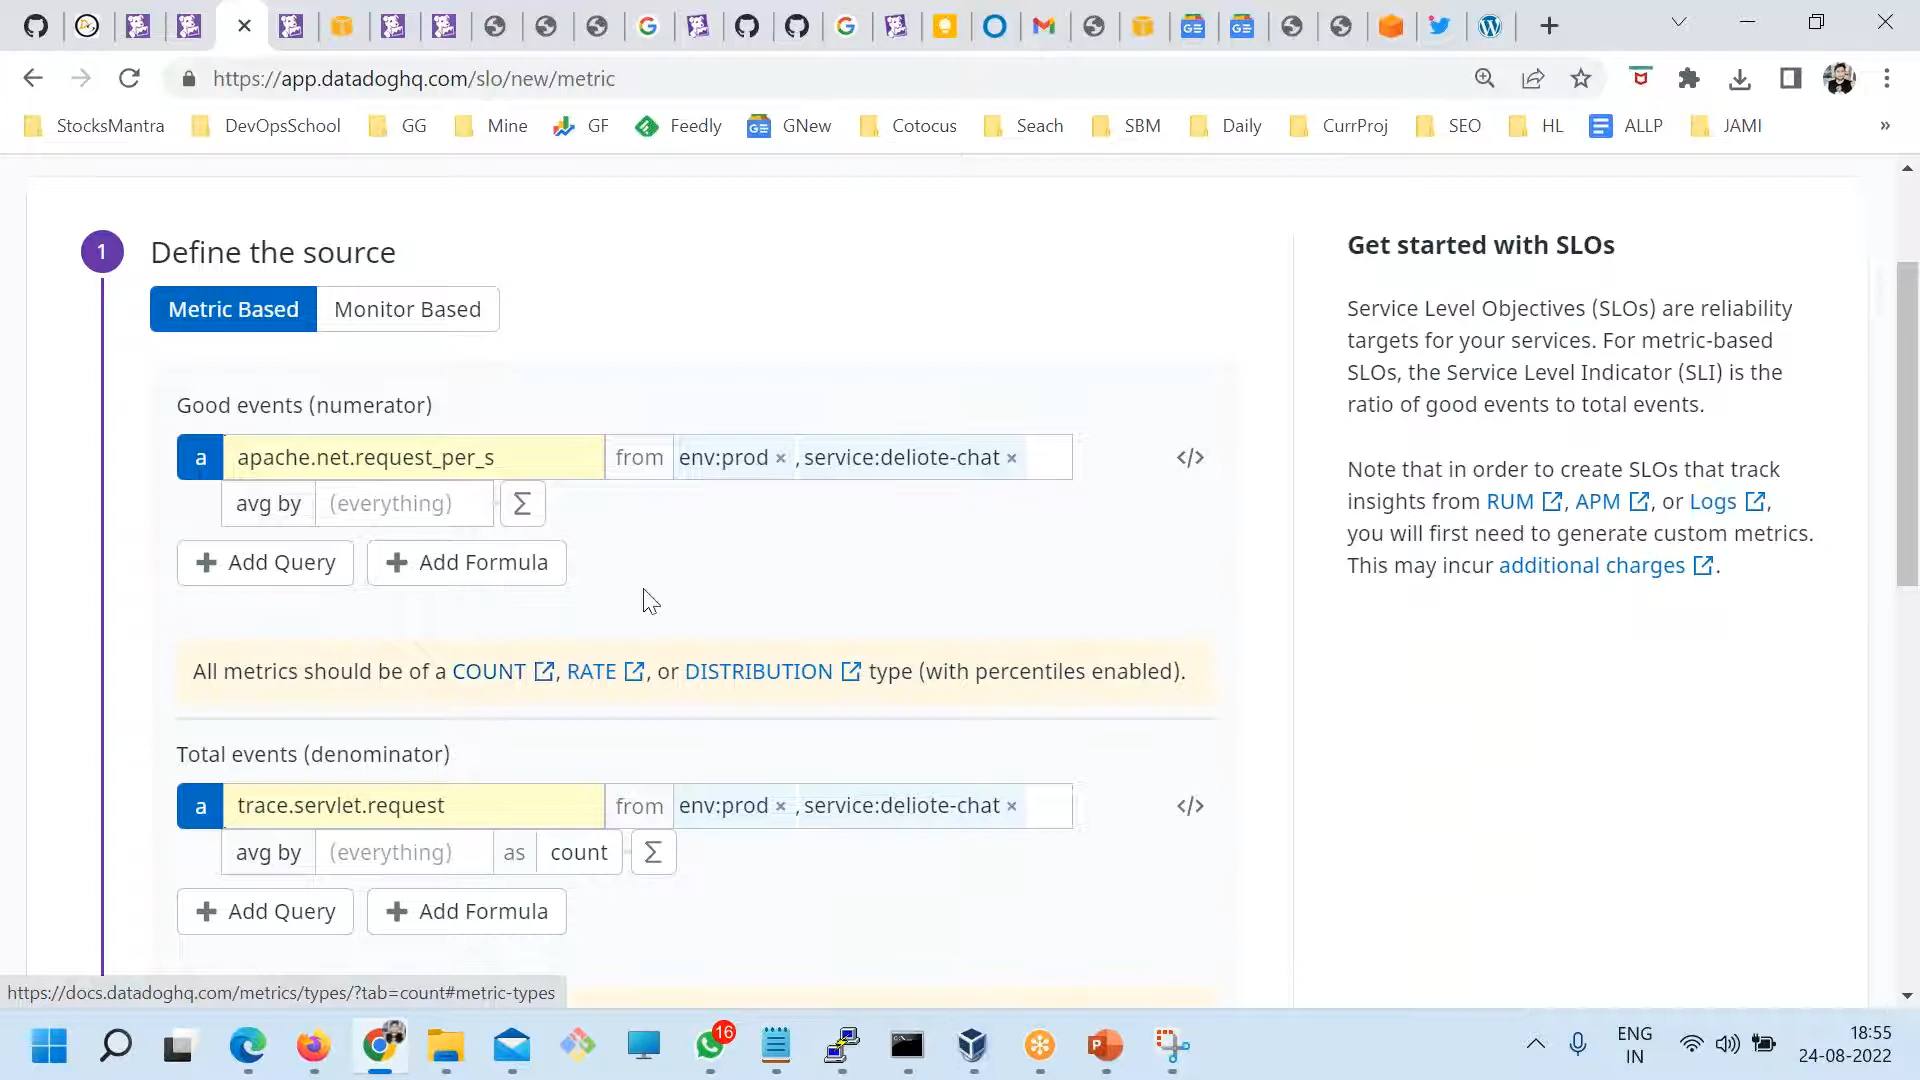 https://app.datadoghq.com/slo/new/metric
StocksMantra
DevOpsSchool
GG
Mine
GF
Feedly
GNew
Cotocus
Seach
SBM
Daily
CurrProj
SEO
HL
ALLP
JAMI
»
1
Define the source
Metric Based
Monitor Based
Good events (numerator)
a apache.net.request_per_s from env:prod × , service:deliote-chat ×
</>
avg by (everything) Σ
+ Add Query
+ Add Formula
All metrics should be of a COUNT, RATE, or DISTRIBUTION type (with percentiles enabled).
Total events (denominator)
a trace.servlet.request from env:prod × , service:deliote-chat ×
</>
avg by (everything) as count Σ
+ Add Query
+ Add Formula
Get started with SLOs
Service Level Objectives (SLOs) are reliability
targets for your services. For metric-based
SLOs, the Service Level Indicator (SLI) is the
ratio of good events to total events.
Note that in order to create SLOs that track
insights from RUM, APM, or Logs,
you will first need to generate custom metrics.
This may incur additional charges.
https://docs.datadoghq.com/metrics/types/?tab=count#metric-types
16
ENG
IN
18:55
24-08-2022